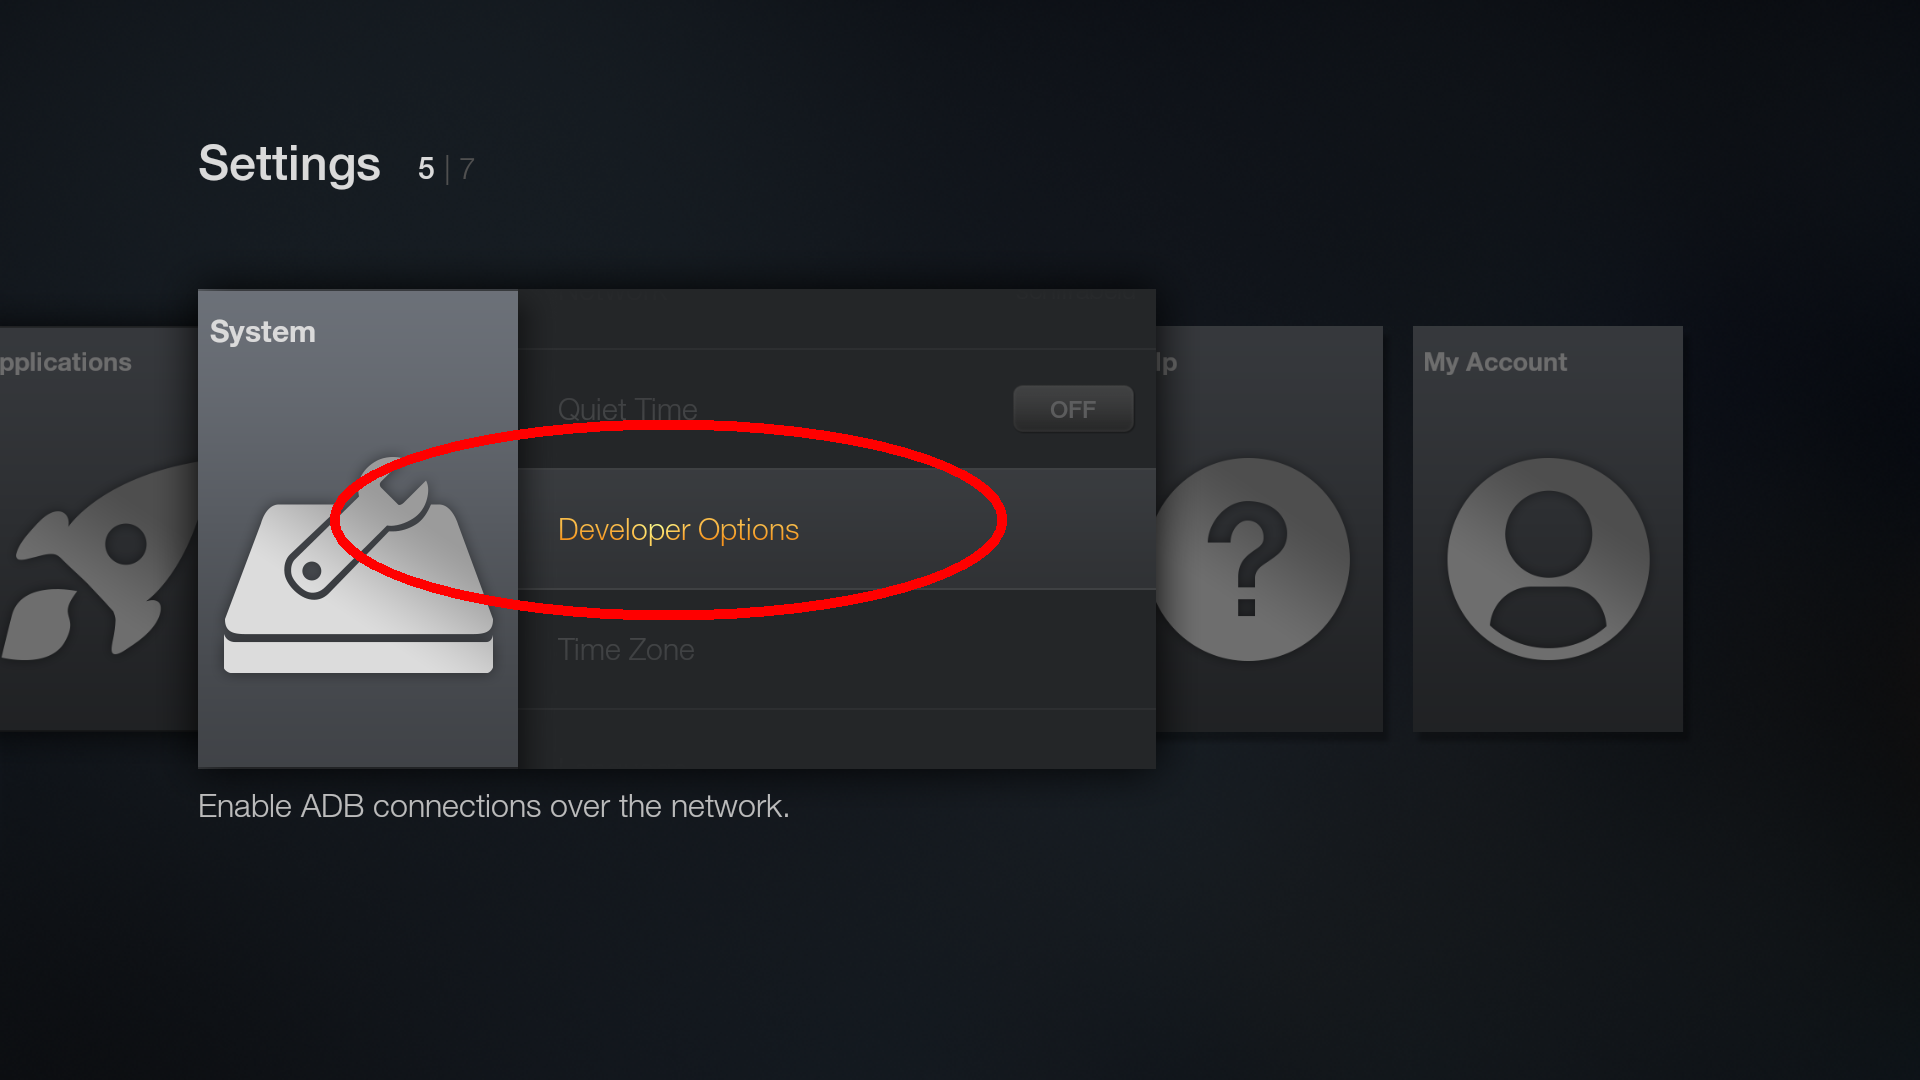 Settings 5 | 7
System
pplications
lp
My Account
Quiet Time OFF
Developer Options
Time Zone
Enable ADB connections over the network.